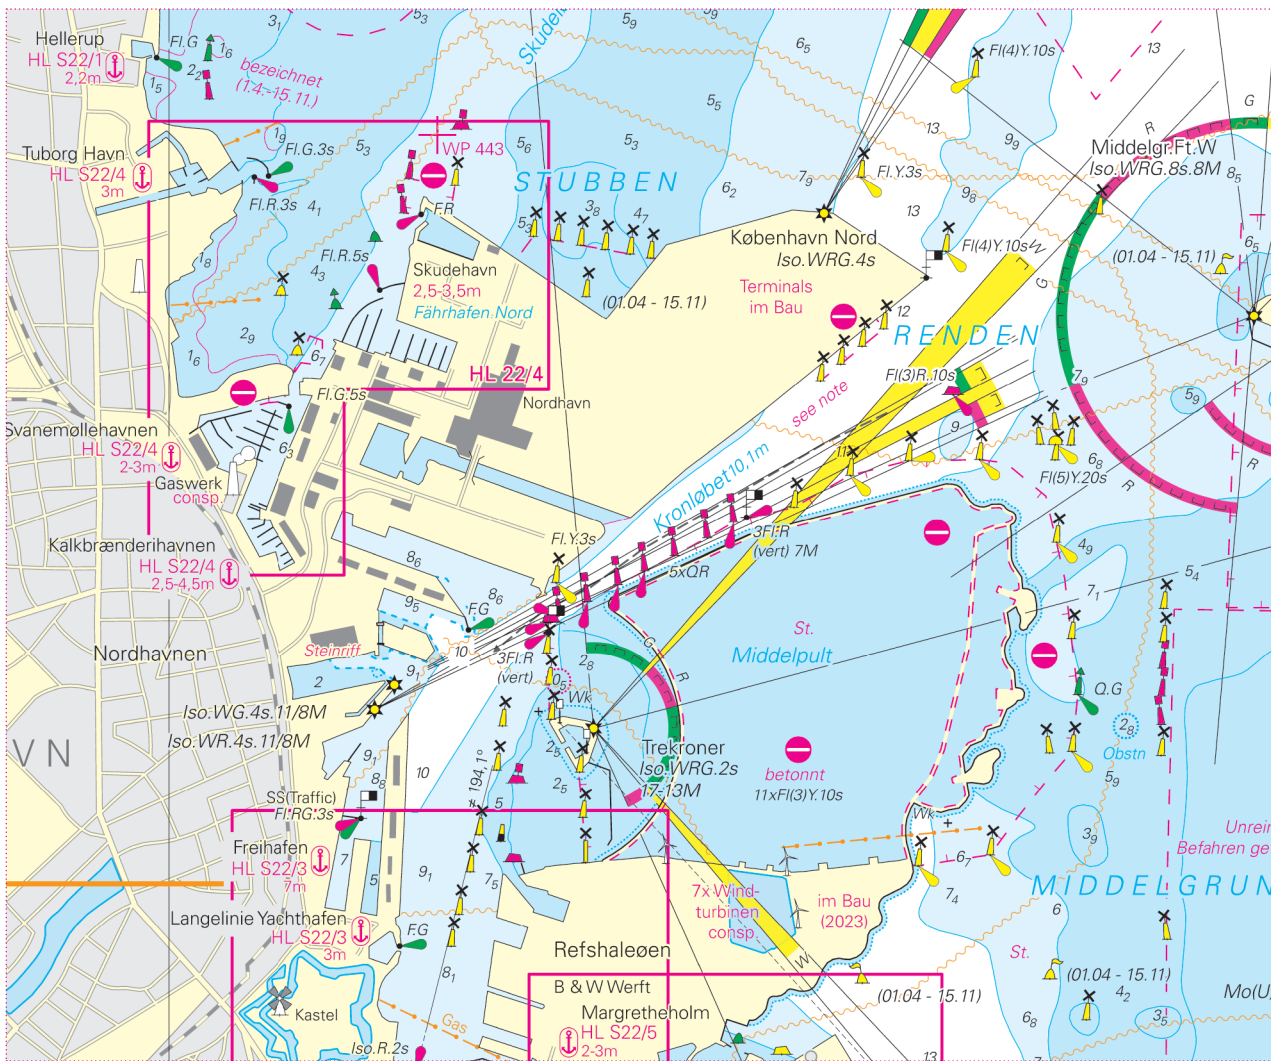 Hellerup
HL S22/1
2,2m
Fl.G
bezeichnet
(1.4.-15.11.)
Tuborg Havn
HL S22/4
3m
Fl.G.3s
Fl.R.3s
WP 443
F.R
Fl.R.5s
STUBBEN
Skudehavn
2,5-3,5m
Fährhafen Nord
(01.04 - 15.11)
København Nord
Iso.WRG.4s
Terminals
im Bau
Fl(4)Y.10s
Fl.Y.3s
Fl(4)Y.10s
W
Middelgr.Ft.W
Iso.WRG.8s.8M
(01.04 - 15.11)
RENDEN
Fl(3)R.10s
see note
HL 22/4
Nordhavn
Fl.G.5s
Svanemøllehavnen
HL S22/4
2-3m
Gaswerk
consp.
Kronløbet 10,1m
Fl(5)Y.20s
Kalkbrænderihavnen
HL S22/4
2,5-4,5m
Fl.Y.3s
3Fl.R
(vert) 7M
5xQR
F.G
3Fl.R
(vert)
Steinriff
Nordhavnen
St.
Middelpult
Wk
Iso.WG.4s.11/8M
Iso.WR.4s.11/8M
VN
Trekroner
Iso.WRG.2s
17-13M
betonnt
11xFl(3)Y.10s
Q.G
Obstn
194,1°
SS(Traffic)
Fl.RG.3s
Freihafen
HL S22/3
7m
Wk
Unrein
Befahren ge
Langelinie Yachthafen
HL S22/3
3m
F.G
7x Wind-
turbinen
consp.
im Bau
(2023)
MIDDELGRUN
Refshaleøen
W
St.
(01.04 - 15.11)
(01.04 - 15.11)
B & W Werft
Margretheholm
HL S22/5
2-3m
Kastel
Gas
Iso.R.2s
Mo(U)